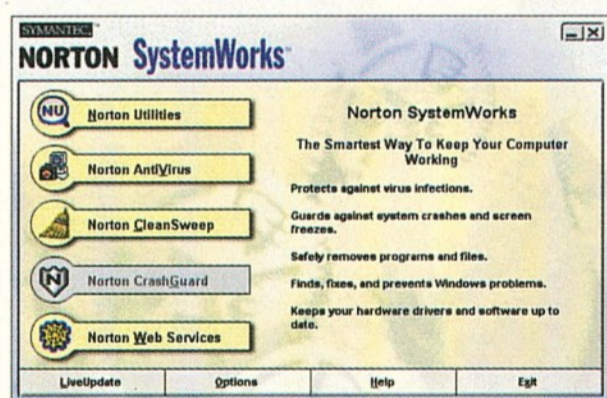 SYMANTEC.
NORTON SystemWorks™
Norton Utilities
Norton AntiVirus
Norton CleanSweep
Norton CrashGuard
Norton Web Services
Norton SystemWorks
The Smartest Way To Keep Your Computer
Working
Protects against virus infections.
Guards against system crashes and screen
freezes.
Safely removes programs and files.
Finds, fixes, and prevents Windows problems.
Keeps your hardware drivers and software up to
date.
LiveUpdate
Options
Help
Exit
NU
N